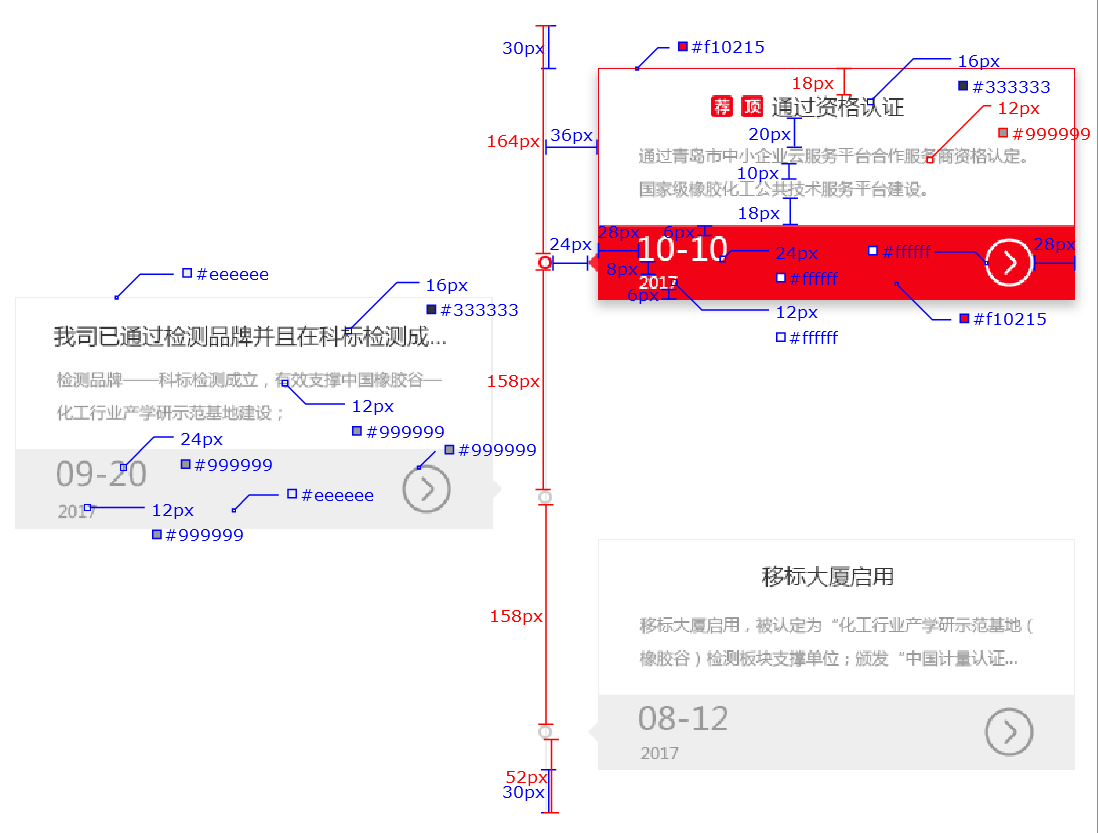 30px
#f10215
16px
18px
#333333
荐 顶 通过资格认证
12px
164px
36px
20px
#999999
通过青岛市中小企业云服务平台合作服务商资格认定。
10px
国家级橡胶化工公共技术服务平台建设。
18px
28px
6px
24px
10-10
24px
#ffffff
28px
8px
#ffffff
2017
6px
12px
#f10215
#ffffff
#eeeeee
16px
#333333
我司已通过检测品牌并且在科标检测成...
检测品牌——科标检测成立，有效支撑中国橡胶谷—
158px
12px
化工行业产学研示范基地建设；
#999999
24px
#999999
#999999
09-20
#eeeeee
2017
12px
#999999
移标大厦启用
158px
移标大厦启用，被认定为“化工行业产学研示范基地（
橡胶谷）检测板块支撑单位；颁发“中国计量认证...
08-12
2017
52px
30px